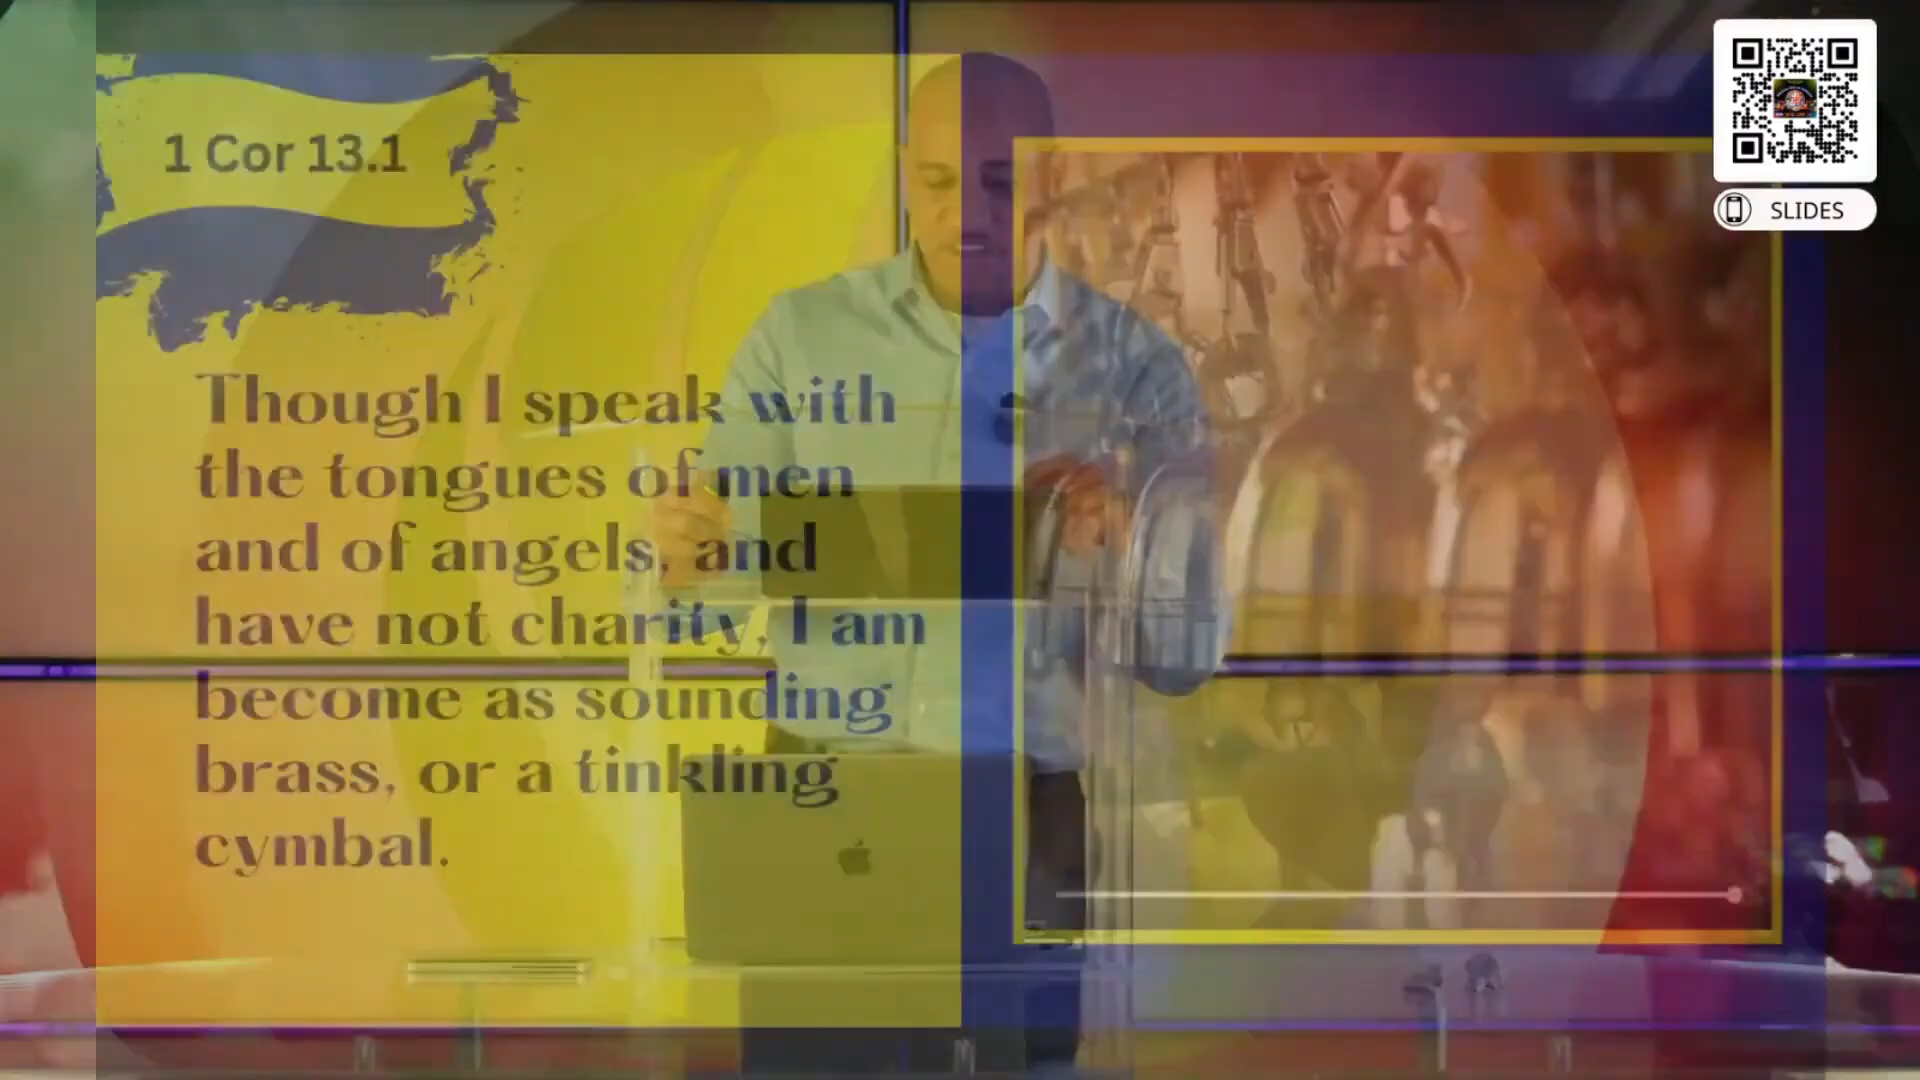 1 Cor 13.1
SLIDES
Though I speak with
the tongues of men
and of angels, and
have not charity, I am
become as sounding
brass, or a tinkling
cymbal.